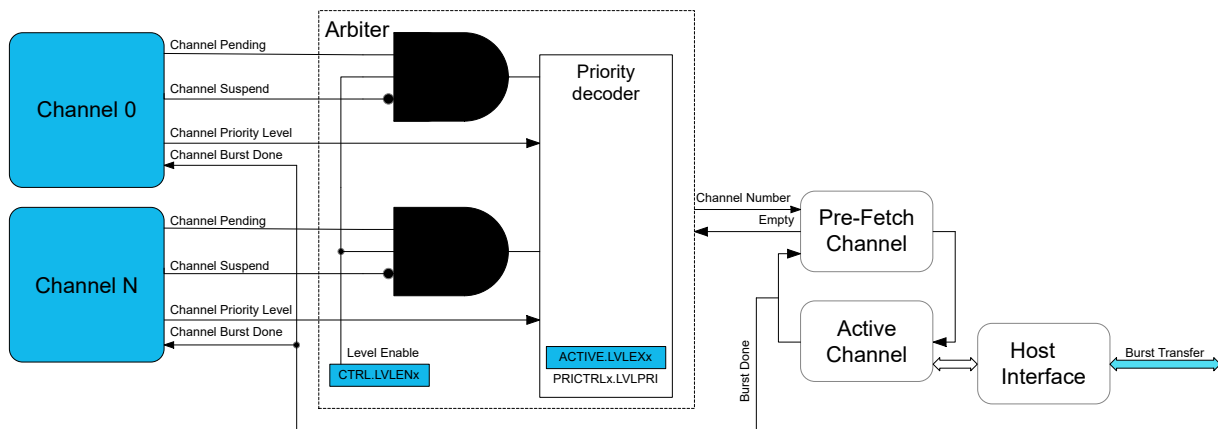 Arbiter
Channel 0
Channel Pending
Channel Suspend
Channel Priority Level
Channel Burst Done
Channel N
Channel Pending
Channel Suspend
Channel Priority Level
Channel Burst Done
Level Enable
CTRL.LVLENx
Priority
decoder
ACTIVE.LVLEXx
PRICTRLx.LVLPRI
Channel Number
Empty
Pre-Fetch
Channel
Active
Channel
Burst Done
Host
Interface
Burst Transfer